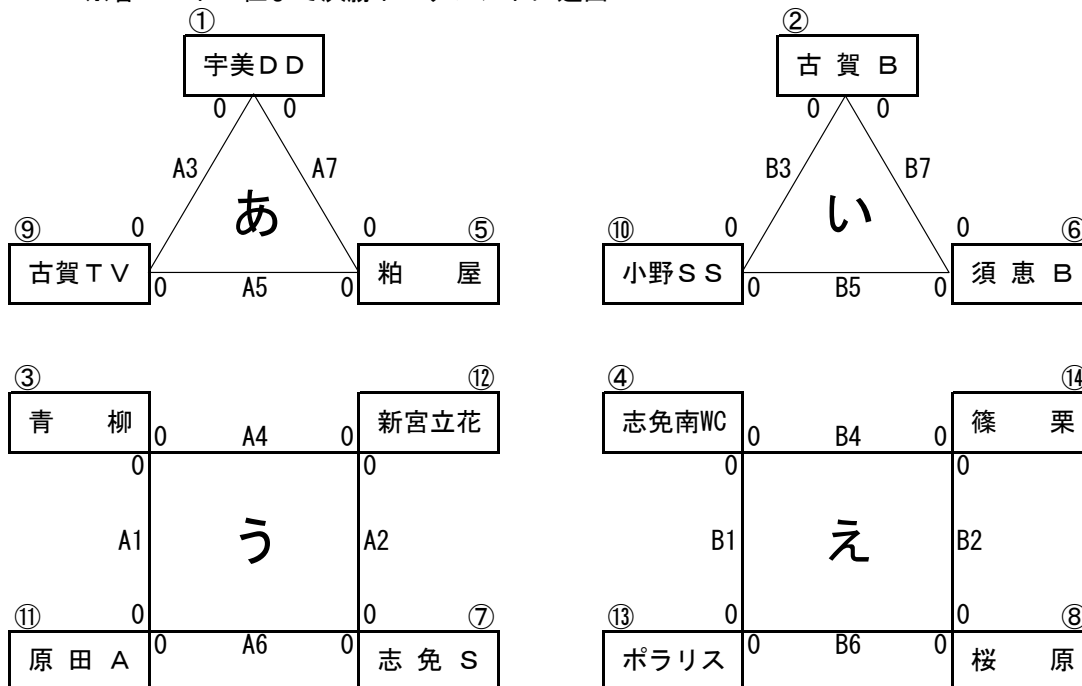 ① ②
宇美ＤＤ 古 賀 Ｂ
0 0 0 0
A3 A7 B3 B7
あ い
⑨ 0 0 ⑤ ⑩ 0 0 ⑥
古賀ＴＶ 粕 屋 小野ＳＳ 須 恵 Ｂ
0 A5 0 0 B5 0
③ ⑫ ④ ⑭
青 柳 新宮立花 志免南WC 篠 栗
0 A4 0 0 B4 0
0 0 0 0
A1 う A2 B1 え B2
⑪ 0 0 ⑦ ⑬ 0 0 ⑧
原 田 Ａ 志 免 Ｓ ポラリス 桜 原
0 A6 0 0 B6 0